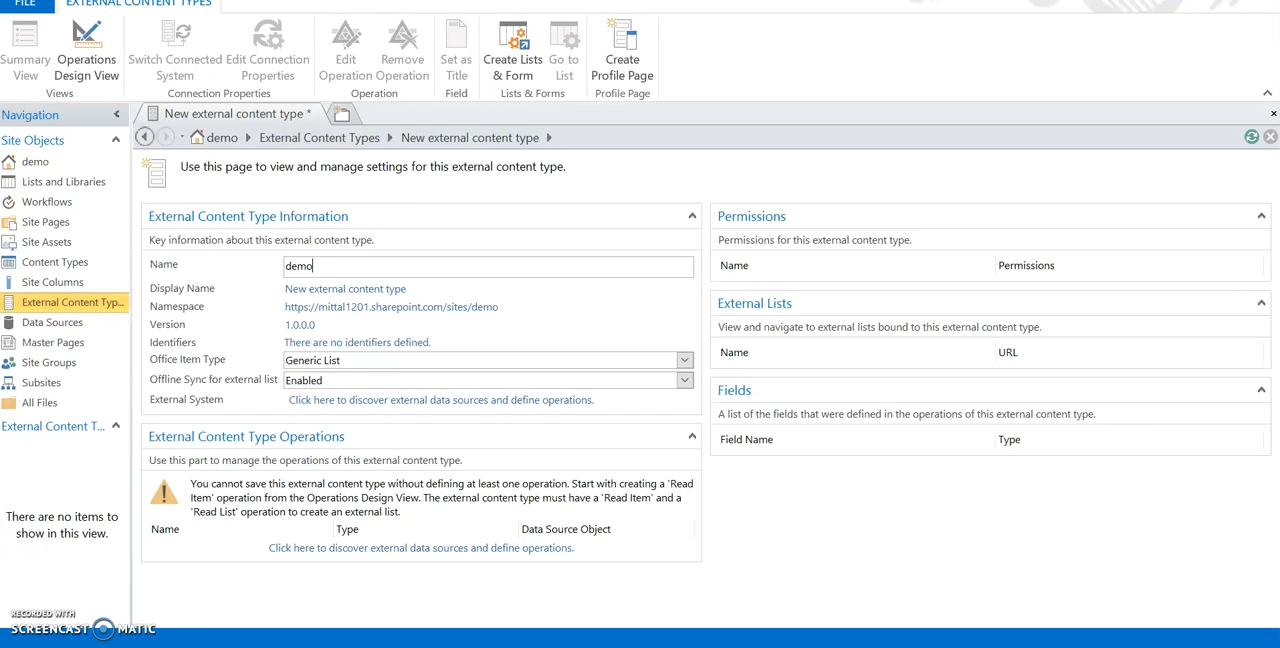 FILE
EXTERNAL CONTENT TYPES
Summary View
Operations Design View
Views
Switch Connected System
Edit Connection Properties
Connection Properties
Edit Operation
Remove Operation
Operation
Set as Title
Field
Create Lists & Form
Go to List
Lists & Forms
Create Profile Page
Profile Page
Navigation
Site Objects
demo
Lists and Libraries
Workflows
Site Pages
Site Assets
Content Types
Site Columns
External Content Typ...
Data Sources
Master Pages
Site Groups
Subsites
All Files
External Content T...
There are no items to
show in this view.
New external content type *
demo
External Content Types
New external content type
Use this page to view and manage settings for this external content type.
External Content Type Information
Key information about this external content type.
Name demo
Display Name New external content type
Namespace https://mittal1201.sharepoint.com/sites/demo
Version 1.0.0.0
Identifiers There are no identifiers defined.
Office Item Type Generic List
Offline Sync for external list Enabled
External System Click here to discover external data sources and define operations.
External Content Type Operations
Use this part to manage the operations of this external content type.
You cannot save this external content type without defining at least one operation. Start with creating a 'Read
Item' operation from the Operations Design View. The external content type must have a 'Read Item' and a
'Read List' operation to create an external list.
Name Type Data Source Object
Click here to discover external data sources and define operations.
Permissions
Permissions for this external content type.
Name Permissions
External Lists
View and navigate to external lists bound to this external content type.
Name URL
Fields
A list of the fields that were defined in the operations of this external content type.
Field Name Type
RECORDED WITH
SCREENCAST MATIC